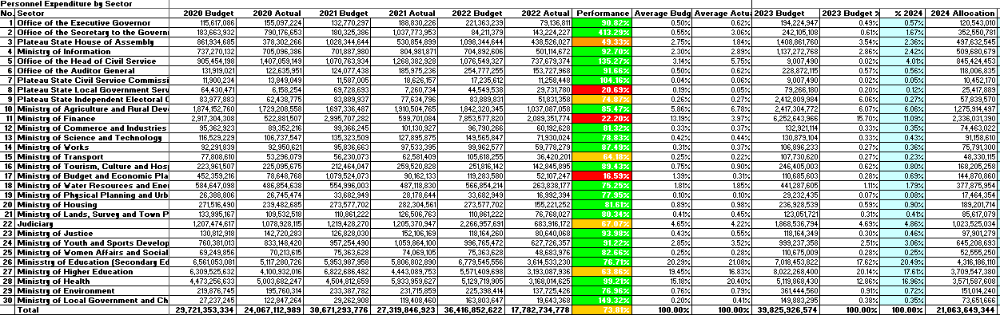 Personnel Expenditure by Sector
No. Sector 2020 Budget 2020 Actual 2021 Budget 2021 Actual 2022 Budget 2022 Actual Performance Average Budg Average Actu 2023 Budget 2023 Budget % % 2024 2024 Allocation
1 Office of the Executive Governor 115,617,086 155,097,224 132,770,297 188,830,226 221,363,239 79,136,811 90.82% 0.50% 0.62% 194,224,947 0.49% 0.57% 120,543,010
2 Office of the Secretary to the Govern 183,663,932 790,176,653 180,325,386 1,037,773,953 84,211,379 143,224,227 413.29% 0.55% 3.06% 242,105,108 0.61% 1.67% 352,550,781
3 Plateau State House of Assembly 861,934,685 378,302,266 1,028,344,644 530,854,899 1,098,344,644 438,526,027 49.33% 2.75% 1.84% 1,408,861,760 3.54% 2.36% 497,632,545
4 Ministry of Information 737,270,132 705,096,386 701,887,980 804,981,871 704,892,606 501,114,672 92.70% 2.30% 2.89% 1,137,272,768 2.86% 2.42% 509,680,679
5 Office of the Head of Civil Service 905,454,198 1,407,059,149 1,070,763,934 1,268,382,928 1,076,549,327 737,679,374 135.27% 3.14% 5.75% 9,007,490 0.02% 4.01% 845,424,453
6 Office of the Auditor General 131,919,021 122,635,951 124,077,438 185,975,236 254,777,255 153,727,968 91.66% 0.54% 0.62% 228,872,115 0.57% 0.56% 118,006,835
7 Plateau State Civil Service Commissi 11,900,234 13,849,049 11,587,005 18,626,157 17,235,612 11,258,448 104.16% 0.04% 0.06% 9,007,490 0.02% 0.05% 10,452,170
8 Plateau State Local Government Serv 64,430,471 6,158,254 69,728,693 7,260,734 44,549,538 29,731,780 20.69% 0.19% 0.05% 79,266,180 0.20% 0.12% 25,417,889
9 Plateau State Independent Electoral C 83,977,883 62,438,775 83,889,937 77,634,796 83,889,831 51,831,358 74.87% 0.26% 0.27% 2,412,809,984 6.06% 0.27% 57,839,570
10 Ministry of Agriculture and Rural Dev 1,874,152,760 1,729,208,558 1,697,336,487 1,910,504,765 1,842,320,345 1,037,087,058 85.47% 5.86% 6.78% 2,417,304,772 6.07% 6.06% 1,275,914,497
11 Ministry of Finance 2,917,304,308 522,881,507 2,995,707,282 599,701,084 7,853,577,820 2,089,351,774 22.20% 13.19% 3.97% 6,252,643,966 15.70% 11.09% 2,336,031,390
12 Ministry of Commerce and Industries 95,362,923 89,352,216 99,366,245 101,130,927 96,790,266 60,192,628 81.32% 0.33% 0.37% 132,921,114 0.33% 0.35% 74,463,022
13 Ministry of Science and Technology 116,529,229 106,737,547 135,323,509 127,895,875 149,565,847 71,930,024 78.83% 0.42% 0.44% 130,879,104 0.33% 0.43% 91,158,610
14 Ministry of Works 92,291,839 92,950,621 95,836,663 97,533,395 99,962,577 59,778,279 87.49% 0.31% 0.37% 106,896,233 0.27% 0.36% 75,791,300
15 Ministry of Transport 77,808,610 53,296,079 56,230,073 62,581,809 105,618,255 36,420,201 64.18% 0.25% 0.22% 107,730,620 0.27% 0.23% 48,330,115
16 Ministry of Tourism, Culture and Hos 223,961,507 225,095,675 212,464,047 259,520,828 251,816,142 142,845,895 89.43% 0.75% 0.90% 246,405,003 0.62% 0.80% 168,205,258
17 Ministry of Budget and Economic Pla 452,359,216 78,648,768 1,079,524,073 90,162,133 119,283,580 52,107,247 16.59% 1.39% 0.31% 110,685,603 0.28% 0.69% 144,870,860
18 Ministry of Water Resources and Ener 584,647,098 486,854,638 554,996,003 487,118,830 566,854,214 263,838,177 75.25% 1.81% 1.85% 441,287,605 1.11% 1.79% 377,875,954
19 Ministry of Physical Planning and Urb 26,388,806 26,745,474 33,682,949 28,178,644 33,682,949 16,992,394 77.95% 0.10% 0.10% 29,232,435 0.07% 0.08% 17,464,354
20 Ministry of Housing 271,516,490 239,482,685 273,577,702 282,304,561 273,577,702 155,221,252 81.61% 0.89% 0.98% 236,928,539 0.59% 0.90% 189,201,714
21 Ministry of Lands, Survey and Town P 133,995,167 109,532,518 110,861,222 126,506,763 110,861,222 76,768,027 80.34% 0.41% 0.45% 123,051,721 0.31% 0.41% 85,617,079
22 Judiciary 1,207,474,617 1,078,928,115 1,219,428,270 1,205,370,947 2,266,957,691 683,916,172 67.07% 4.65% 4.22% 1,868,567,794 4.69% 4.86% 1,023,525,034
23 Ministry of Justice 130,812,918 142,720,283 126,828,030 152,106,169 118,164,260 80,640,068 93.98% 0.43% 0.55% 118,164,349 0.30% 0.46% 97,901,279
24 Ministry of Youth and Sports Develop 760,381,013 833,148,420 957,254,490 1,059,864,100 996,765,472 627,726,357 91.22% 2.85% 3.52% 999,237,358 2.51% 3.06% 645,208,693
25 Ministry of Women Affairs and Social 69,249,856 70,213,615 75,363,628 74,069,105 75,363,628 48,683,976 82.66% 0.25% 0.28% 110,675,009 0.28% 0.25% 52,555,250
26 Minisstry of Education (Secondary Ed 6,561,053,081 5,117,280,726 5,953,987,958 5,806,802,890 6,779,545,556 3,614,533,230 76.71% 20.29% 21.08% 7,018,453,822 17.62% 20.49% 4,316,186,110
27 Ministry of Higher Education 6,309,525,632 4,100,932,016 6,822,686,482 4,443,089,753 5,571,409,698 3,193,087,936 63.86% 19.45% 16.83% 8,022,268,400 20.14% 17.61% 3,709,547,380
28 Ministry of Health 4,473,256,633 5,003,682,247 4,504,812,659 5,933,959,627 5,129,719,905 3,168,014,625 99.21% 15.18% 20.40% 5,119,868,430 12.86% 16.96% 3,571,587,608
29 Ministry of Environment 219,876,745 195,760,314 233,387,782 231,715,859 225,398,414 137,725,426 76.96% 0.76% 0.79% 361,444,560 0.91% 0.72% 151,014,240
30 Ministry of Local Government and Ch 27,237,245 122,847,264 29,262,908 119,408,460 163,803,647 19,643,368 149.32% 0.20% 0.41% 149,883,295 0.38% 0.35% 73,651,666
Total 29,721,353,334 24,067,112,989 30,671,293,776 27,319,846,923 36,416,852,622 17,782,734,778 73.81% 100.00% 100.00% 39,825,926,574 100.00% 100.00% 21,063,649,344